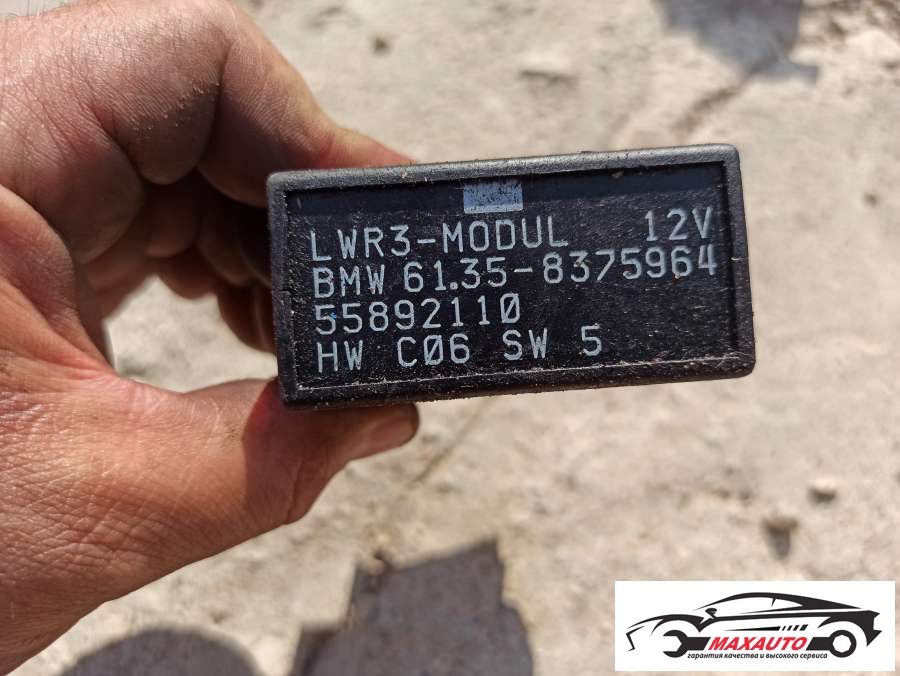 LWR3-MODUL 12V
BMW 61.35-8375964
55892110
HW C06 SW 5
MAXAUTO
гарантия качества и высокого сервиса